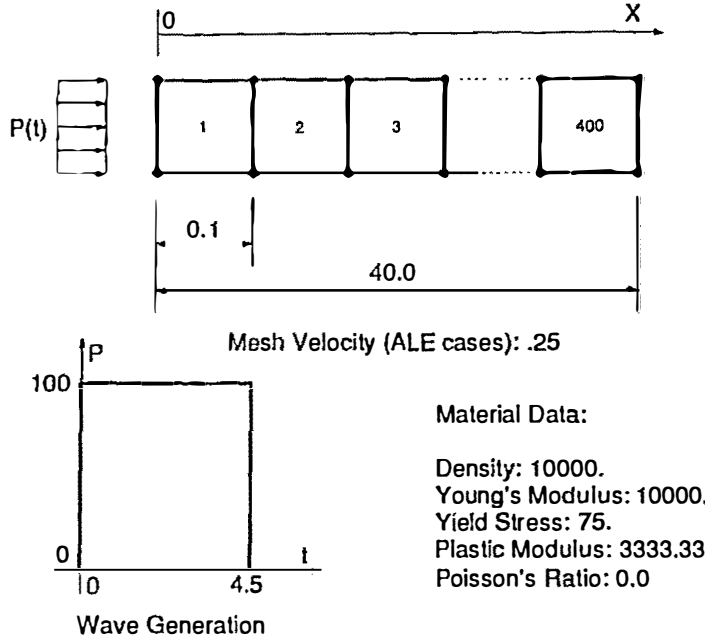 0
X
P(t)
1
2
3
400
0.1
40.0
Mesh Velocity (ALE cases): .25
P
100
0
t
0
4.5
Wave Generation
Material Data:
Density: 10000.
Young's Modulus: 10000.
Yield Stress: 75.
Plastic Modulus: 3333.33
Poisson's Ratio: 0.0